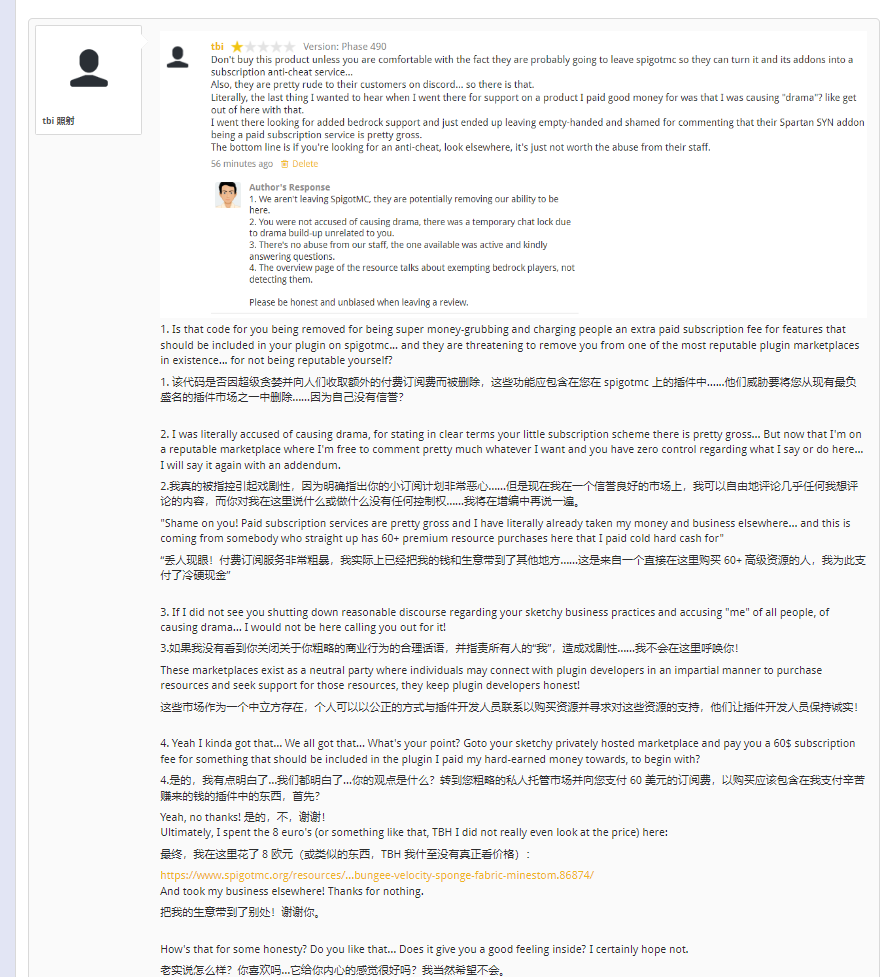 tbi Version: Phase 490
Don't buy this product unless you are comfortable with the fact they are probably going to leave spigotmc so they can turn it and its addons into a
subscription anti-cheat service...
Also, they are pretty rude to their customers on discord... so there is that.
Literally, the last thing I wanted to hear when I went there for support on a product I paid good money for was that I was causing "drama"? like get
out of here with that.
I went there looking for added bedrock support and just ended up leaving empty-handed and shamed for commenting that their Spartan SYN addon
being a paid subscription service is pretty gross.
The bottom line is if you're looking for an anti-cheat, look elsewhere, it's just not worth the abuse from their staff.
56 minutes ago Delete
tbi 照射
Author's Response
1. We aren't leaving SpigotMC, they are potentially removing our ability to be
here.
2. You were not accused of causing drama, there was a temporary chat lock due
to drama build-up unrelated to you.
3. There's no abuse from our staff, the one available was active and kindly
answering questions.
4. The overview page of the resource talks about exempting bedrock players, not
detecting them.
Please be honest and unbiased when leaving a review.
1. Is that code for you being removed for being super money-grubbing and charging people an extra paid subscription fee for features that
should be included in your plugin on spigotmc... and they are threatening to remove you from one of the most reputable plugin marketplaces
in existence... for not being reputable yourself?
1. 该代码是否因超级贪婪并向人们收取额外的付费订阅费而被删除，这些功能应包含在您在 spigotmc 上的插件中......他们威胁要将您从现有最负
盛名的插件市场之一中删除......因为自己没有信誉？
2. I was literally accused of causing drama, for stating in clear terms your little subscription scheme there is pretty gross... But now that I'm on
a reputable marketplace where I'm free to comment pretty much whatever I want and you have zero control regarding what I say or do here...
I will say it again with an addendum.
2.我真的被指控引起戏剧性，因为明确指出你的小订阅计划非常恶心......但是现在我在一个信誉良好的市场上，我可以自由地评论几乎任何我想评
论的内容，而你对我在这里说什么或做什么没有任何控制权......我将在增编中再说一遍。
"Shame on you! Paid subscription services are pretty gross and I have literally already taken my money and business elsewhere... and this is
coming from somebody who straight up has 60+ premium resource purchases here that I paid cold hard cash for"
“丢人现眼！付费订阅服务非常粗暴，我实际上已经把我的钱和生意带到了其他地方......这是来自一个直接在这里购买 60+ 高级资源的人，我为此支
付了冷硬现金”
3. If I did not see you shutting down reasonable discourse regarding your sketchy business practices and accusing "me" of all people, of
causing drama... I would not be here calling you out for it!
3.如果我没有看到你关闭关于你粗略的商业行为的合理话语，并指责所有人的“我”，造成戏剧性......我不会在这里呼唤你！
These marketplaces exist as a neutral party where individuals may connect with plugin developers in an impartial manner to purchase
resources and seek support for those resources, they keep plugin developers honest!
这些市场作为一个中立方存在，个人可以以公正的方式与插件开发人员联系以购买资源并寻求对这些资源的支持，他们让插件开发人员保持诚实！
4. Yeah I kinda got that... We all got that... What's your point? Goto your sketchy privately hosted marketplace and pay you a 60$ subscription
fee for something that should be included in the plugin I paid my hard-earned money towards, to begin with?
4.是的，我有点明白了...我们都明白了...你的观点是什么？转到您粗略的私人托管市场并向您支付 60 美元的订阅费，以购买应该包含在我支付辛苦
赚来的钱的插件中的东西，首先？
Yeah, no thanks! 是的，不，谢谢！
Ultimately, I spent the 8 euro's (or something like that, TBH I did not really even look at the price) here:
最终，我在这里花了 8 欧元（或类似的东西，TBH 我什至没有真正看价格）：
https://www.spigotmc.org/resources/...bungee-velocity-sponge-fabric-minestom.86874/
And took my business elsewhere! Thanks for nothing.
把我的生意带到了别处！谢谢你。
How's that for some honesty? Do you like that... Does it give you a good feeling inside? I certainly hope not.
老实说怎么样？你喜欢吗...它给你内心的感觉很好吗？我当然希望不会。